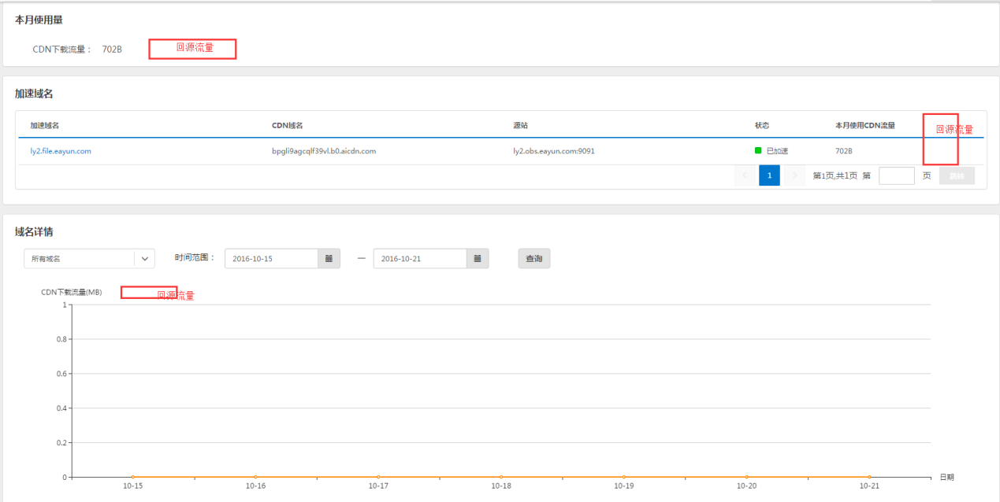 本月使用量
CDN下载流量： 702B 回源流量
加速域名
加速域名 CDN域名 源站 状态 本月使用CDN流量 回源流量
ly2.file.eayun.com bpgli9agcqlf39vl.b0.aicdn.com ly2.obs.eayun.com:9091 已加速 702B
< 1 > 第1页,共1页 第 页 跳转
域名详情
所有域名 时间范围： 2016-10-15 — 2016-10-21 查询
CDN下载流量(MB) 回源流量
1
0.8
0.6
0.4
0.2
0
10-15 10-16 10-17 10-18 10-19 10-20 10-21 日期